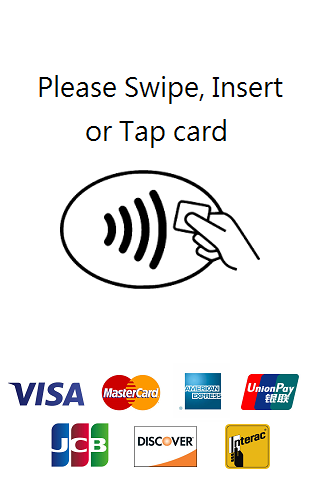 Please Swipe, Insert
or Tap card
VISA
MasterCard
AMERICAN
EXPRESS
UnionPay
银联
JCB
DISCOVER
Interac